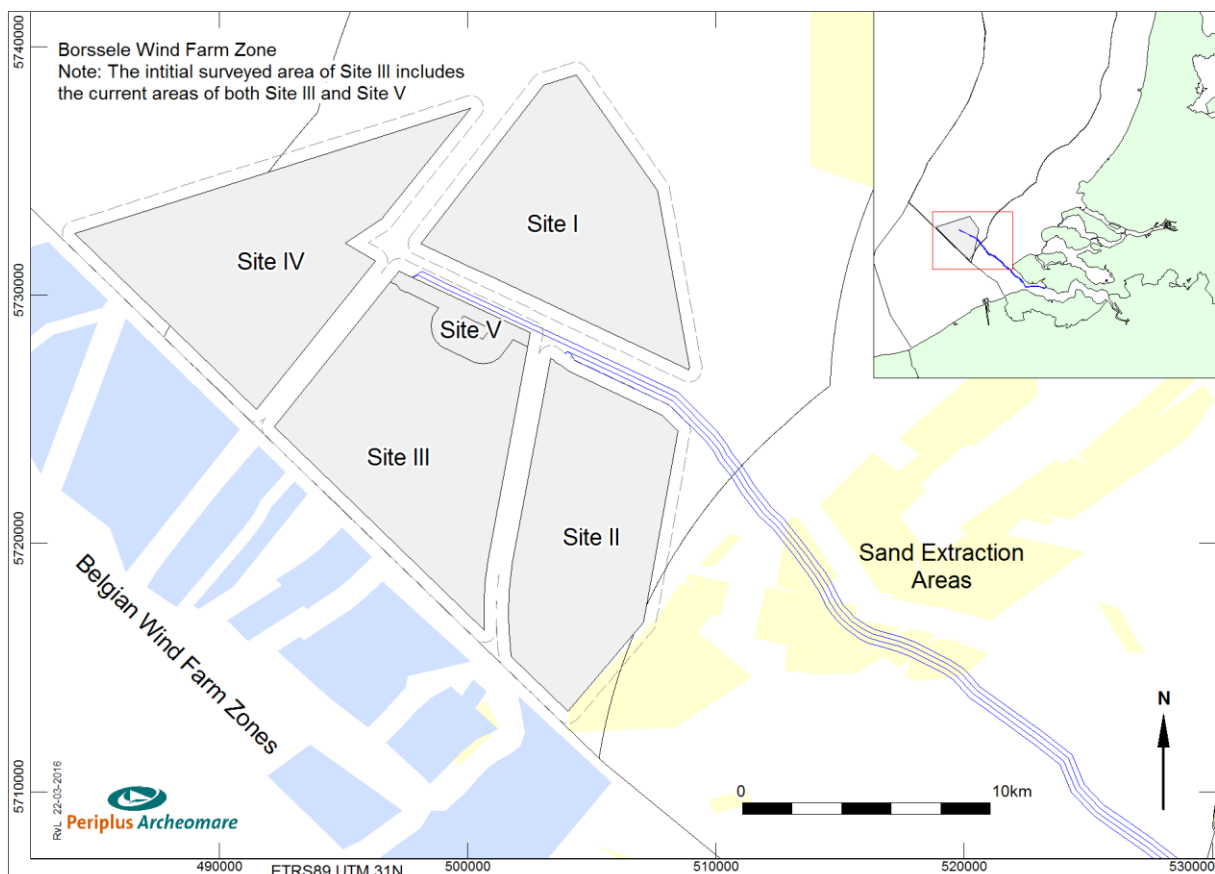 Borssele Wind Farm Zone
Note: The intitial surveyed area of Site III includes
the current areas of both Site III and Site V
Site I
Site IV
Site V
Site III
Site II
Sand Extraction
Areas
Belgian Wind Farm Zones
N
0
10km
RvL 22-03-2016
Periplus Archeomare
5740000
5730000
5720000
5710000
490000
500000
510000
520000
530000
ETRS89 UTM 31N